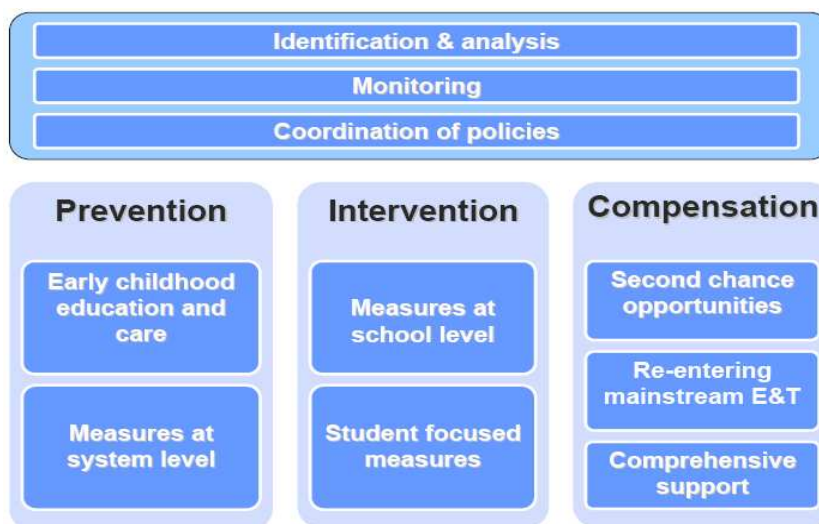 Identification & analysis
Monitoring
Coordination of policies
Prevention
Early childhood
education and
care
Measures at
system level
Intervention
Measures at
school level
Student focused
measures
Compensation
Second chance
opportunities
Re-entering
mainstream E&T
Comprehensive
support